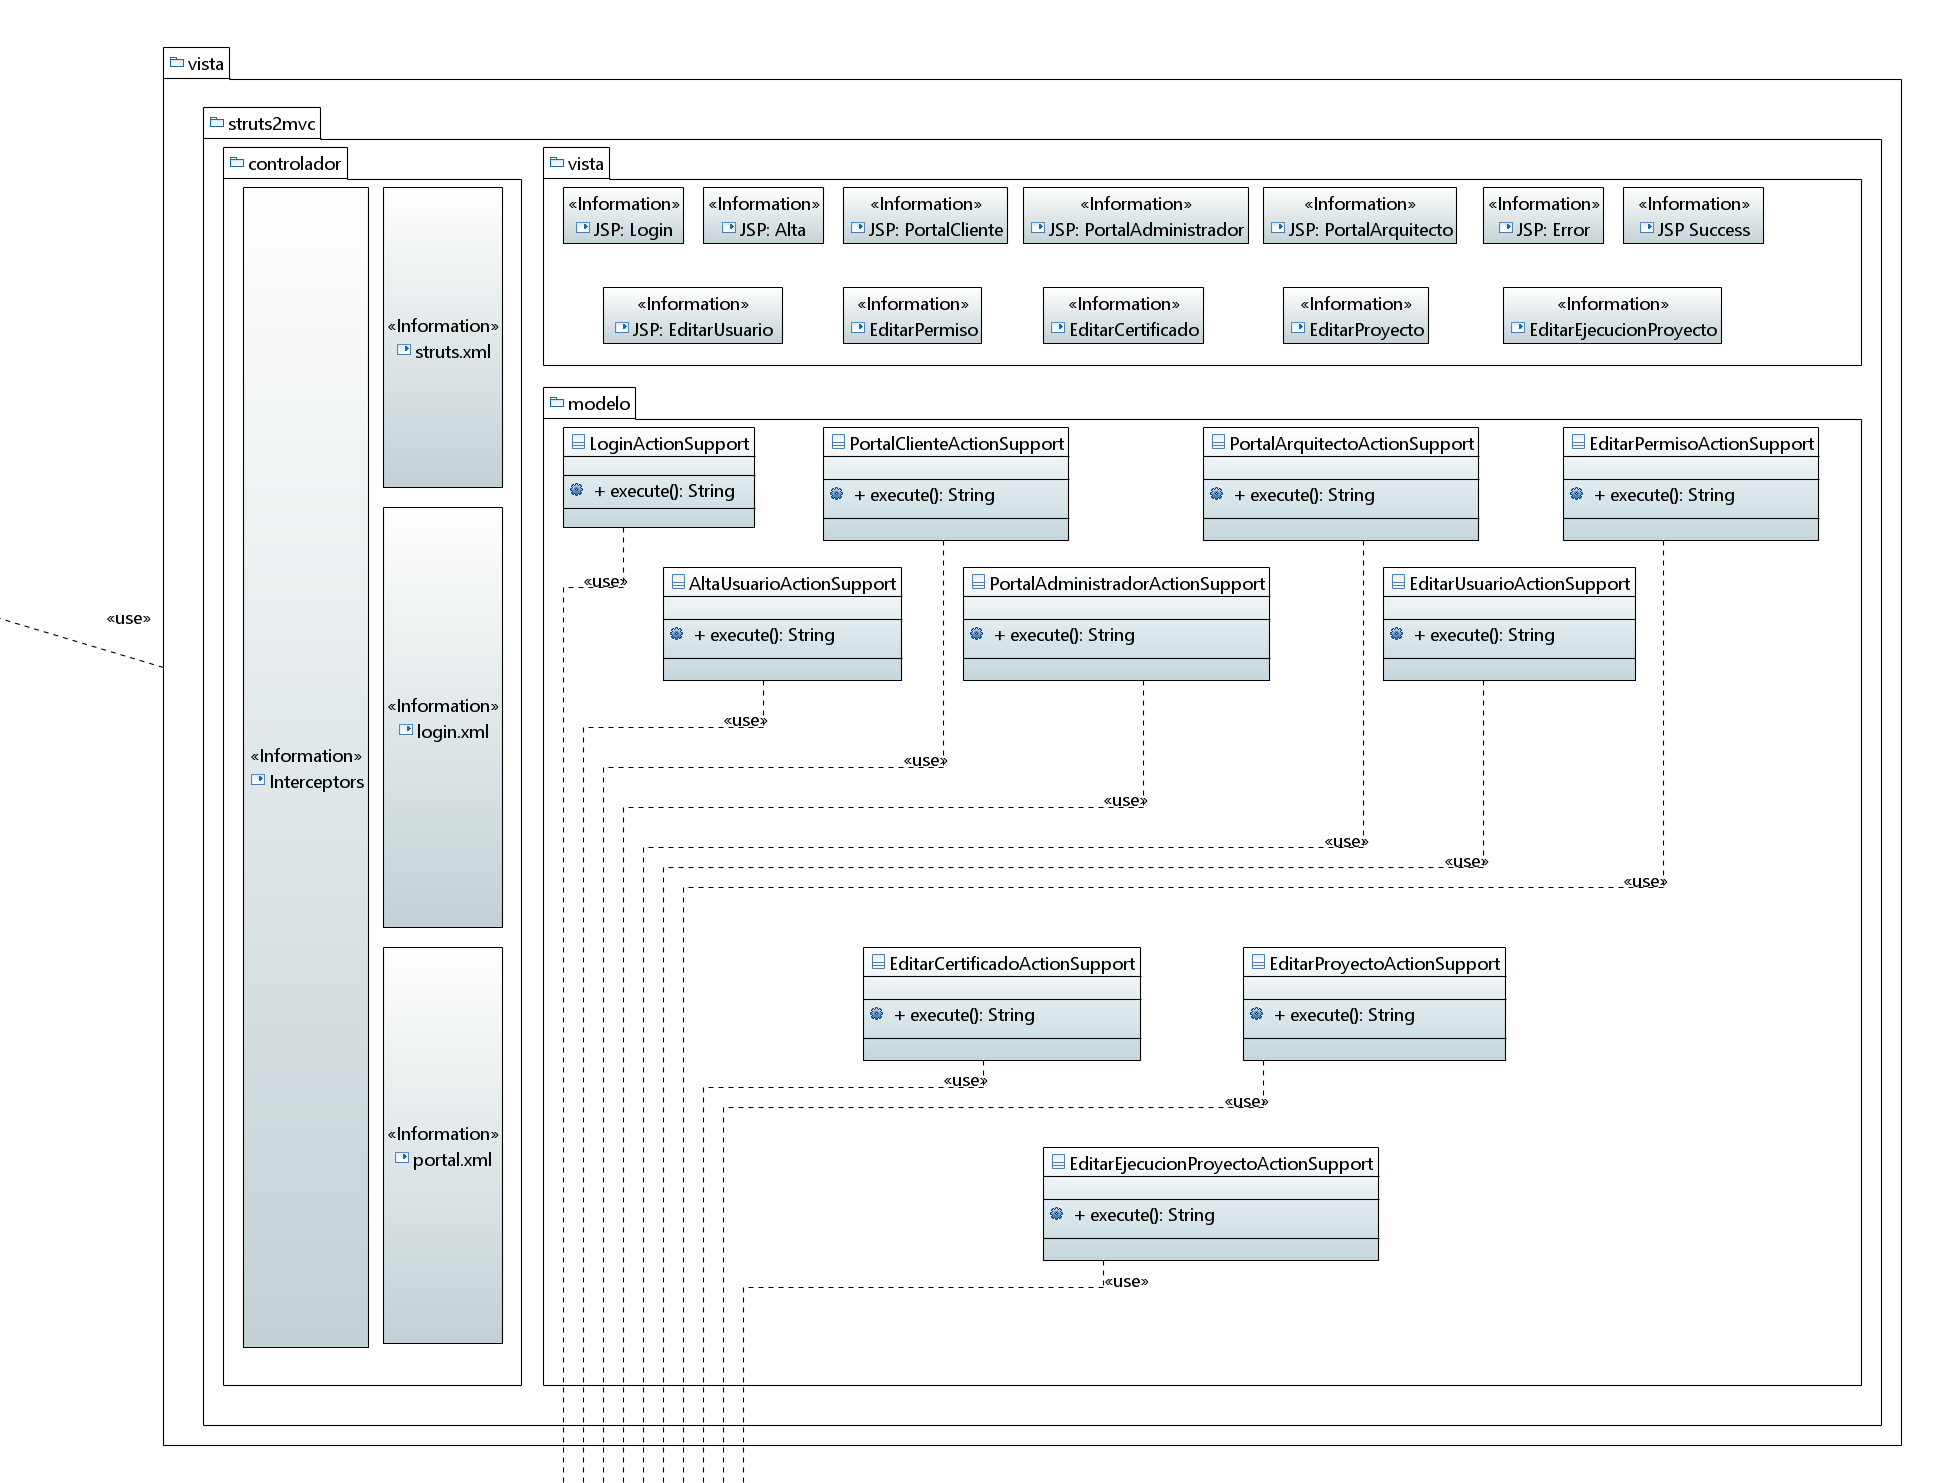 vista
struts2mvc
controlador
«Information»
Interceptors
«Information»
struts.xml
«Information»
login.xml
«Information»
portal.xml
«use»
vista
«Information»
JSP: Login
«Information»
JSP: Alta
«Information»
JSP: PortalCliente
«Information»
JSP: PortalAdministrador
«Information»
JSP: PortalArquitecto
«Information»
JSP: Error
«Information»
JSP Success
«Information»
JSP: EditarUsuario
«Information»
EditarPermiso
«Information»
EditarCertificado
«Information»
EditarProyecto
«Information»
EditarEjecucionProyecto
modelo
LoginActionSupport
+ execute(): String
«use»
PortalClienteActionSupport
+ execute(): String
«use»
PortalArquitectoActionSupport
+ execute(): String
«use»
EditarPermisoActionSupport
+ execute(): String
«use»
AltaUsuarioActionSupport
+ execute(): String
«use»
PortalAdministradorActionSupport
+ execute(): String
«use»
EditarUsuarioActionSupport
+ execute(): String
«use»
EditarCertificadoActionSupport
+ execute(): String
«use»
EditarProyectoActionSupport
+ execute(): String
«use»
EditarEjecucionProyectoActionSupport
+ execute(): String
«use»